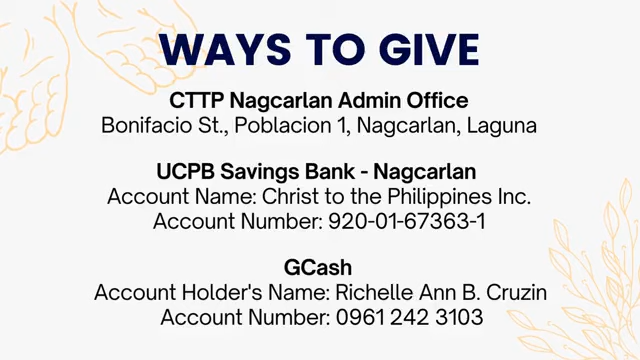 WAYS TO GIVE
CTTP Nagcarlan Admin Office
Bonifacio St., Poblacion 1, Nagcarlan, Laguna
UCPB Savings Bank - Nagcarlan
Account Name: Christ to the Philippines Inc.
Account Number: 920-01-67363-1
GCash
Account Holder's Name: Richelle Ann B. Cruzin
Account Number: 0961 242 3103